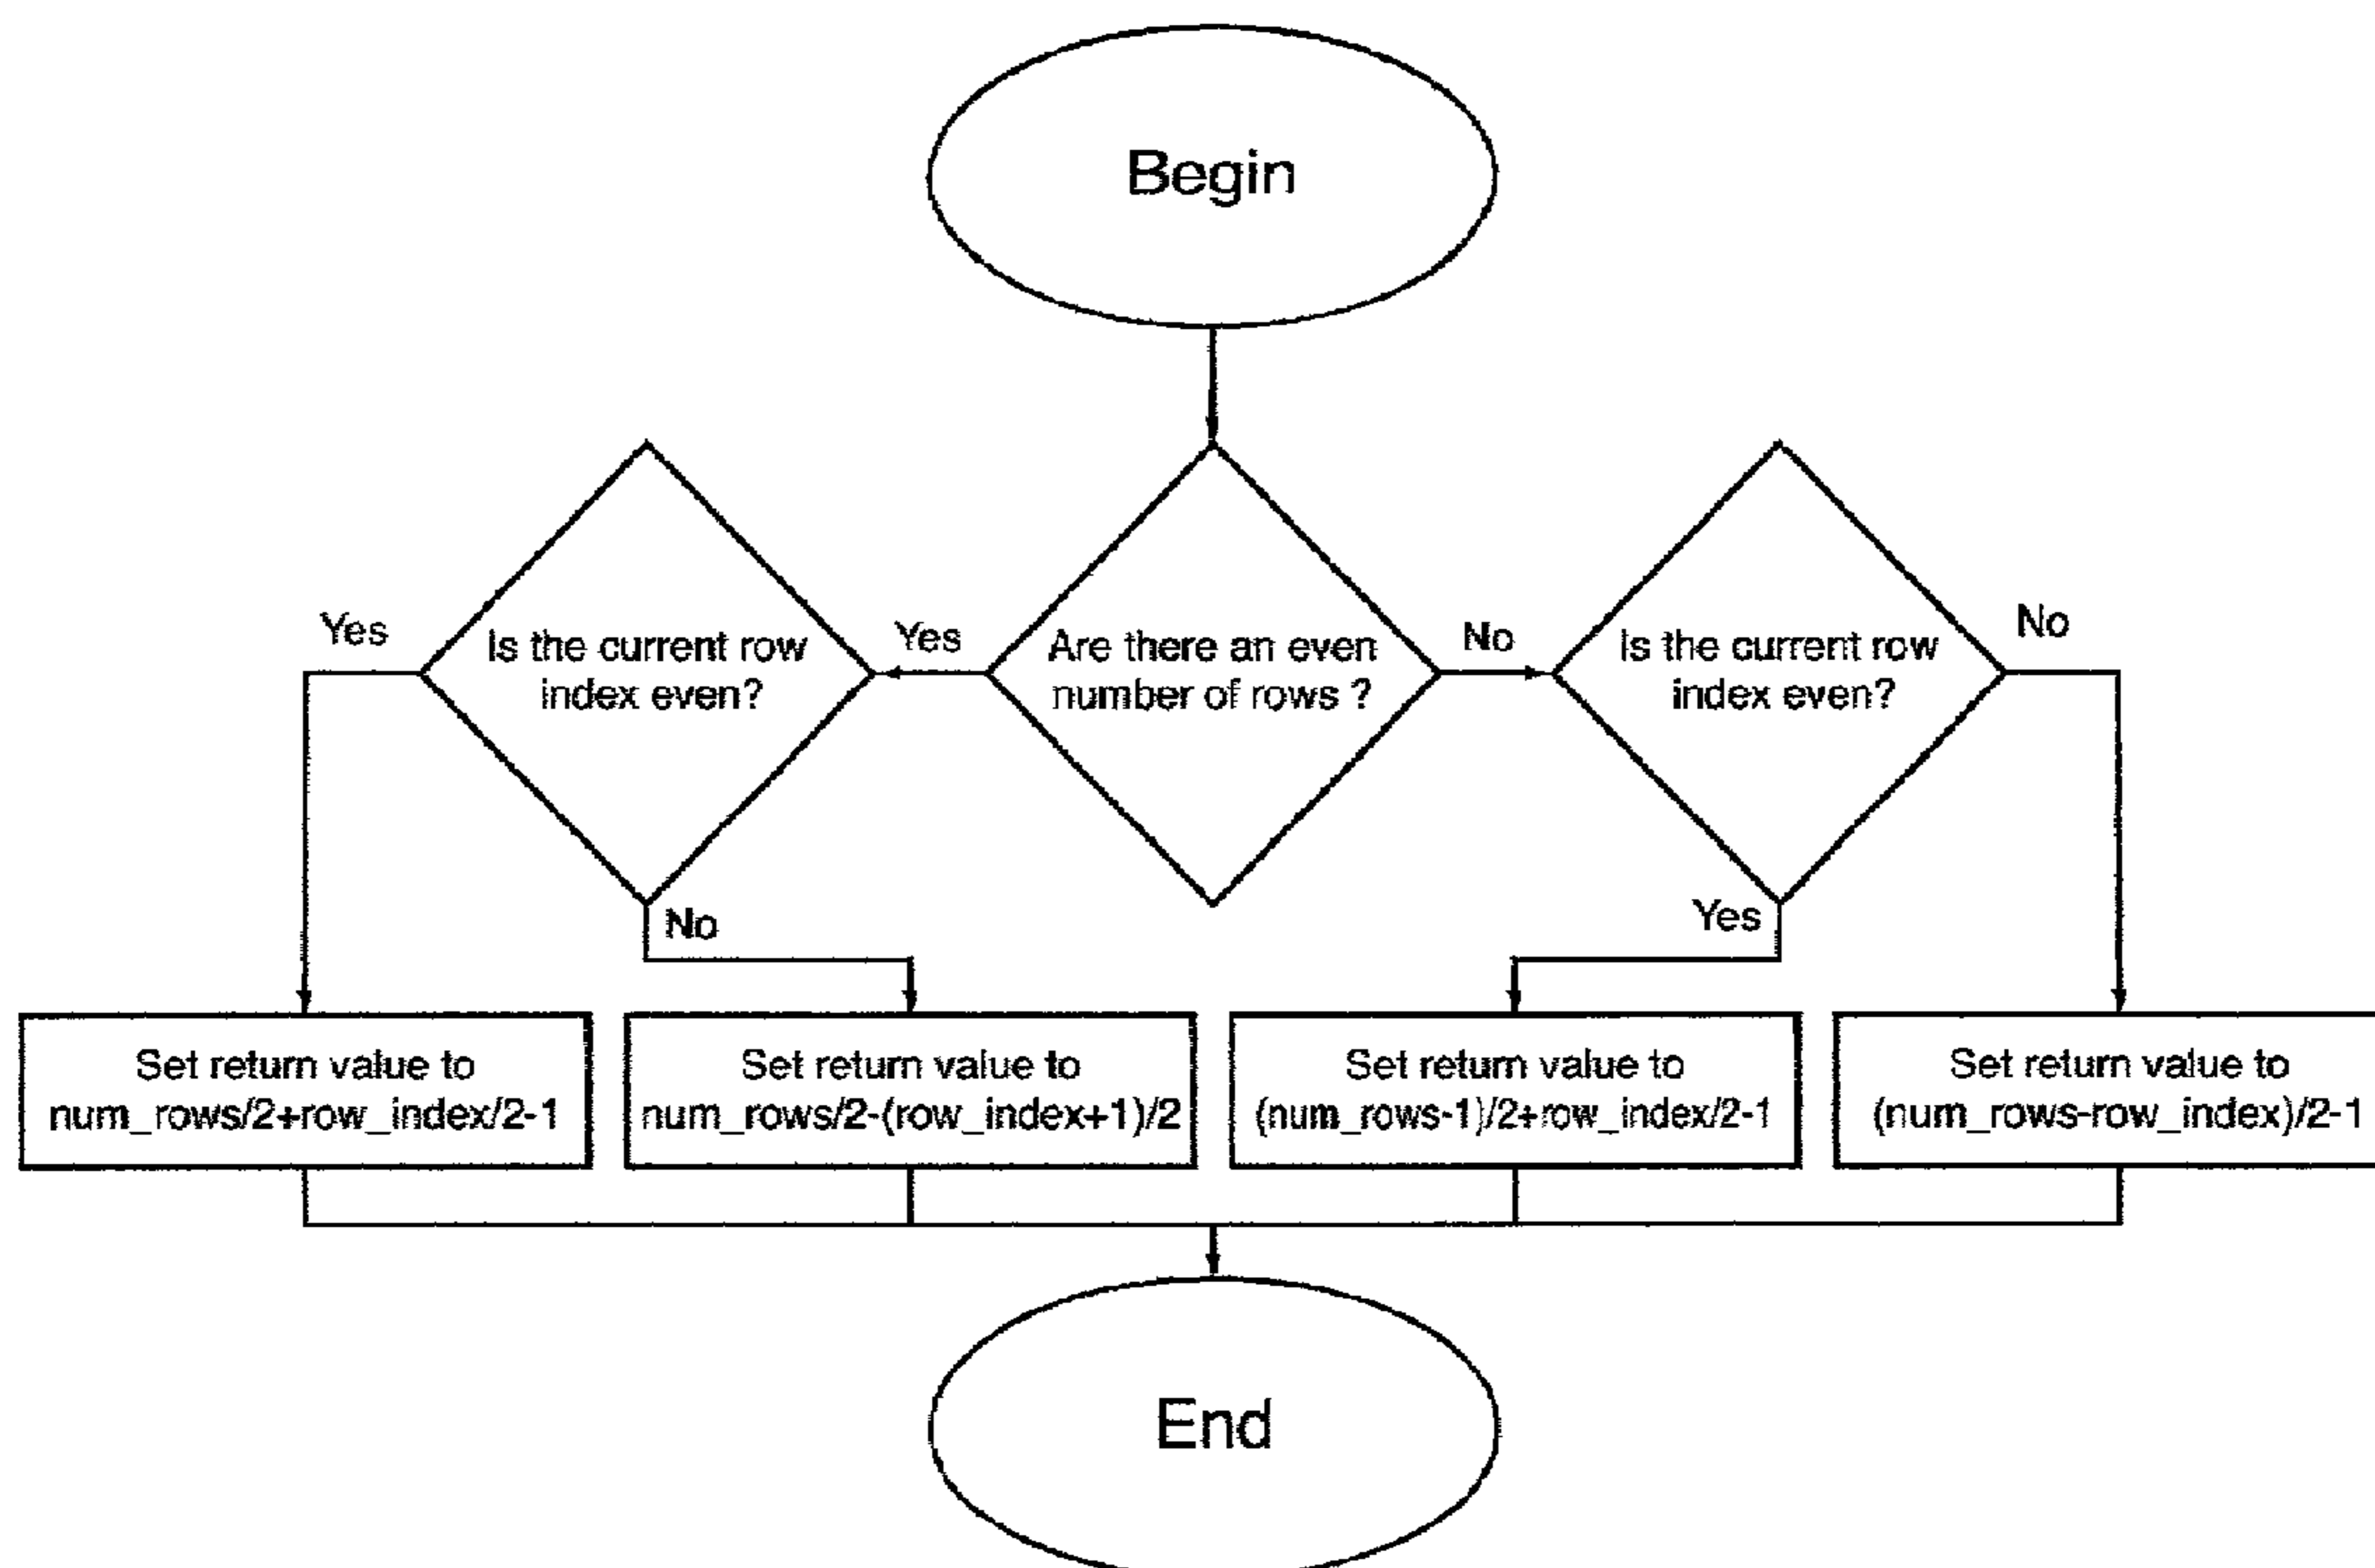 Begin
Yes
Is the current row
index even?
Yes
Are there an even
number of rows ?
No
Is the current row
index even?
No
No
Yes
Set return value to
num_rows/2+row_index/2-1
Set return value to
num_rows/2-(row_index+1)/2
Set return value to
(num_rows-1)/2+row_index/2-1
Set return value to
(num_rows-row_index)/2-1
End